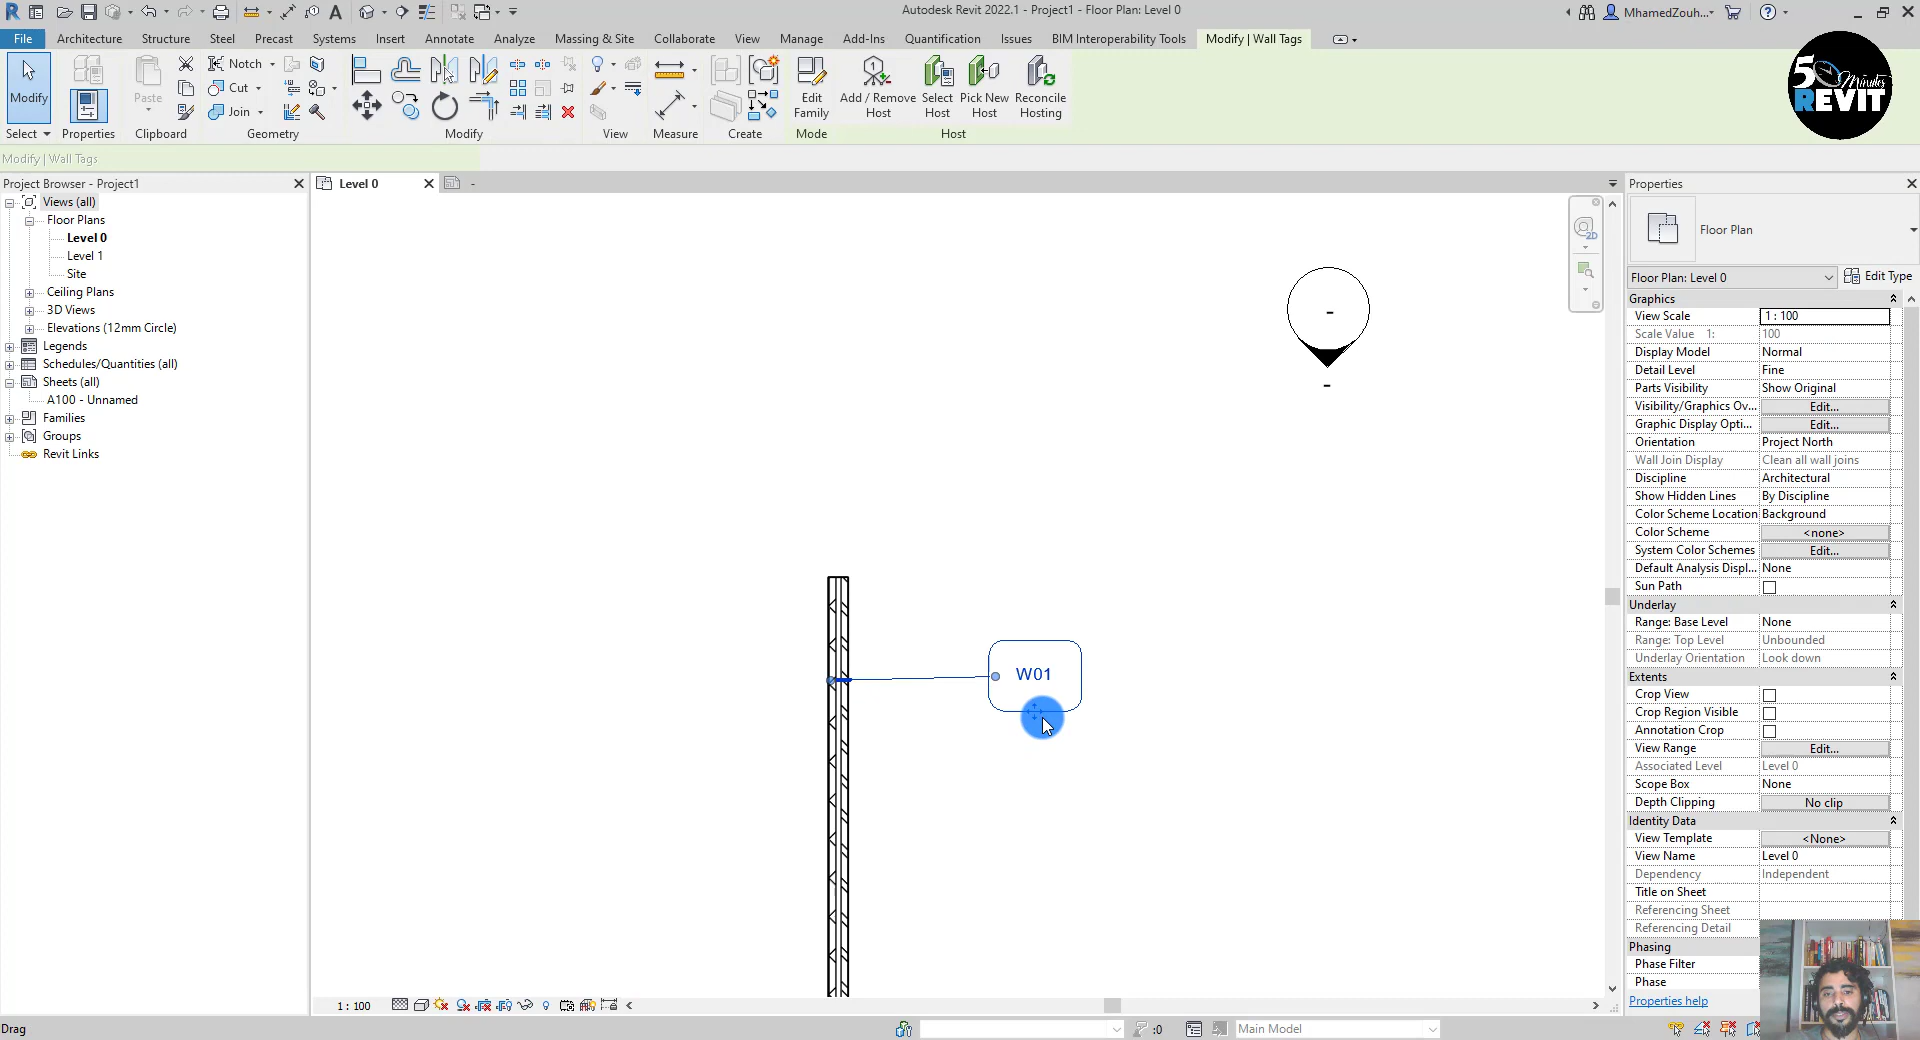 Autodesk Revit 2022.1 - Project1 - Floor Plan: Level 0
MhamedZouh...
File Architecture Structure Steel Precast Systems Insert Annotate Analyze Massing & Site Collaborate View Manage Add-Ins Quantification Issues BIM Interoperability Tools Modify | Wall Tags
Modify
Select
Properties
Paste
Clipboard
Notch
Cut
Join
Geometry
Modify
View
Measure
Create
Edit
Family
Mode
Add / Remove
Host
Select
Host
Pick New
Host
Reconcile
Hosting
Host
5 Minutes
REVIT
Modify | Wall Tags
Project Browser - Project1
Views (all)
Floor Plans
Level 0
Level 1
Site
Ceiling Plans
3D Views
Elevations (12mm Circle)
Legends
Schedules/Quantities (all)
Sheets (all)
A100 - Unnamed
Families
Groups
Revit Links
Level 0
-
2D
-
-
W01
Properties
Floor Plan
Floor Plan: Level 0 Edit Type
Graphics
View Scale 1 : 100
Scale Value 1: 100
Display Model Normal
Detail Level Fine
Parts Visibility Show Original
Visibility/Graphics Ov... Edit...
Graphic Display Opti... Edit...
Orientation Project North
Wall Join Display Clean all wall joins
Discipline Architectural
Show Hidden Lines By Discipline
Color Scheme Location Background
Color Scheme <none>
System Color Schemes Edit...
Default Analysis Displ... None
Sun Path
Underlay
Range: Base Level None
Range: Top Level Unbounded
Underlay Orientation Look down
Extents
Crop View
Crop Region Visible
Annotation Crop
View Range Edit...
Associated Level Level 0
Scope Box None
Depth Clipping No clip
Identity Data
View Template <None>
View Name Level 0
Dependency Independent
Title on Sheet
Referencing Sheet
Referencing Detail
Phasing
Phase Filter
Phase
Properties help
1 : 100
Drag
:0
Main Model